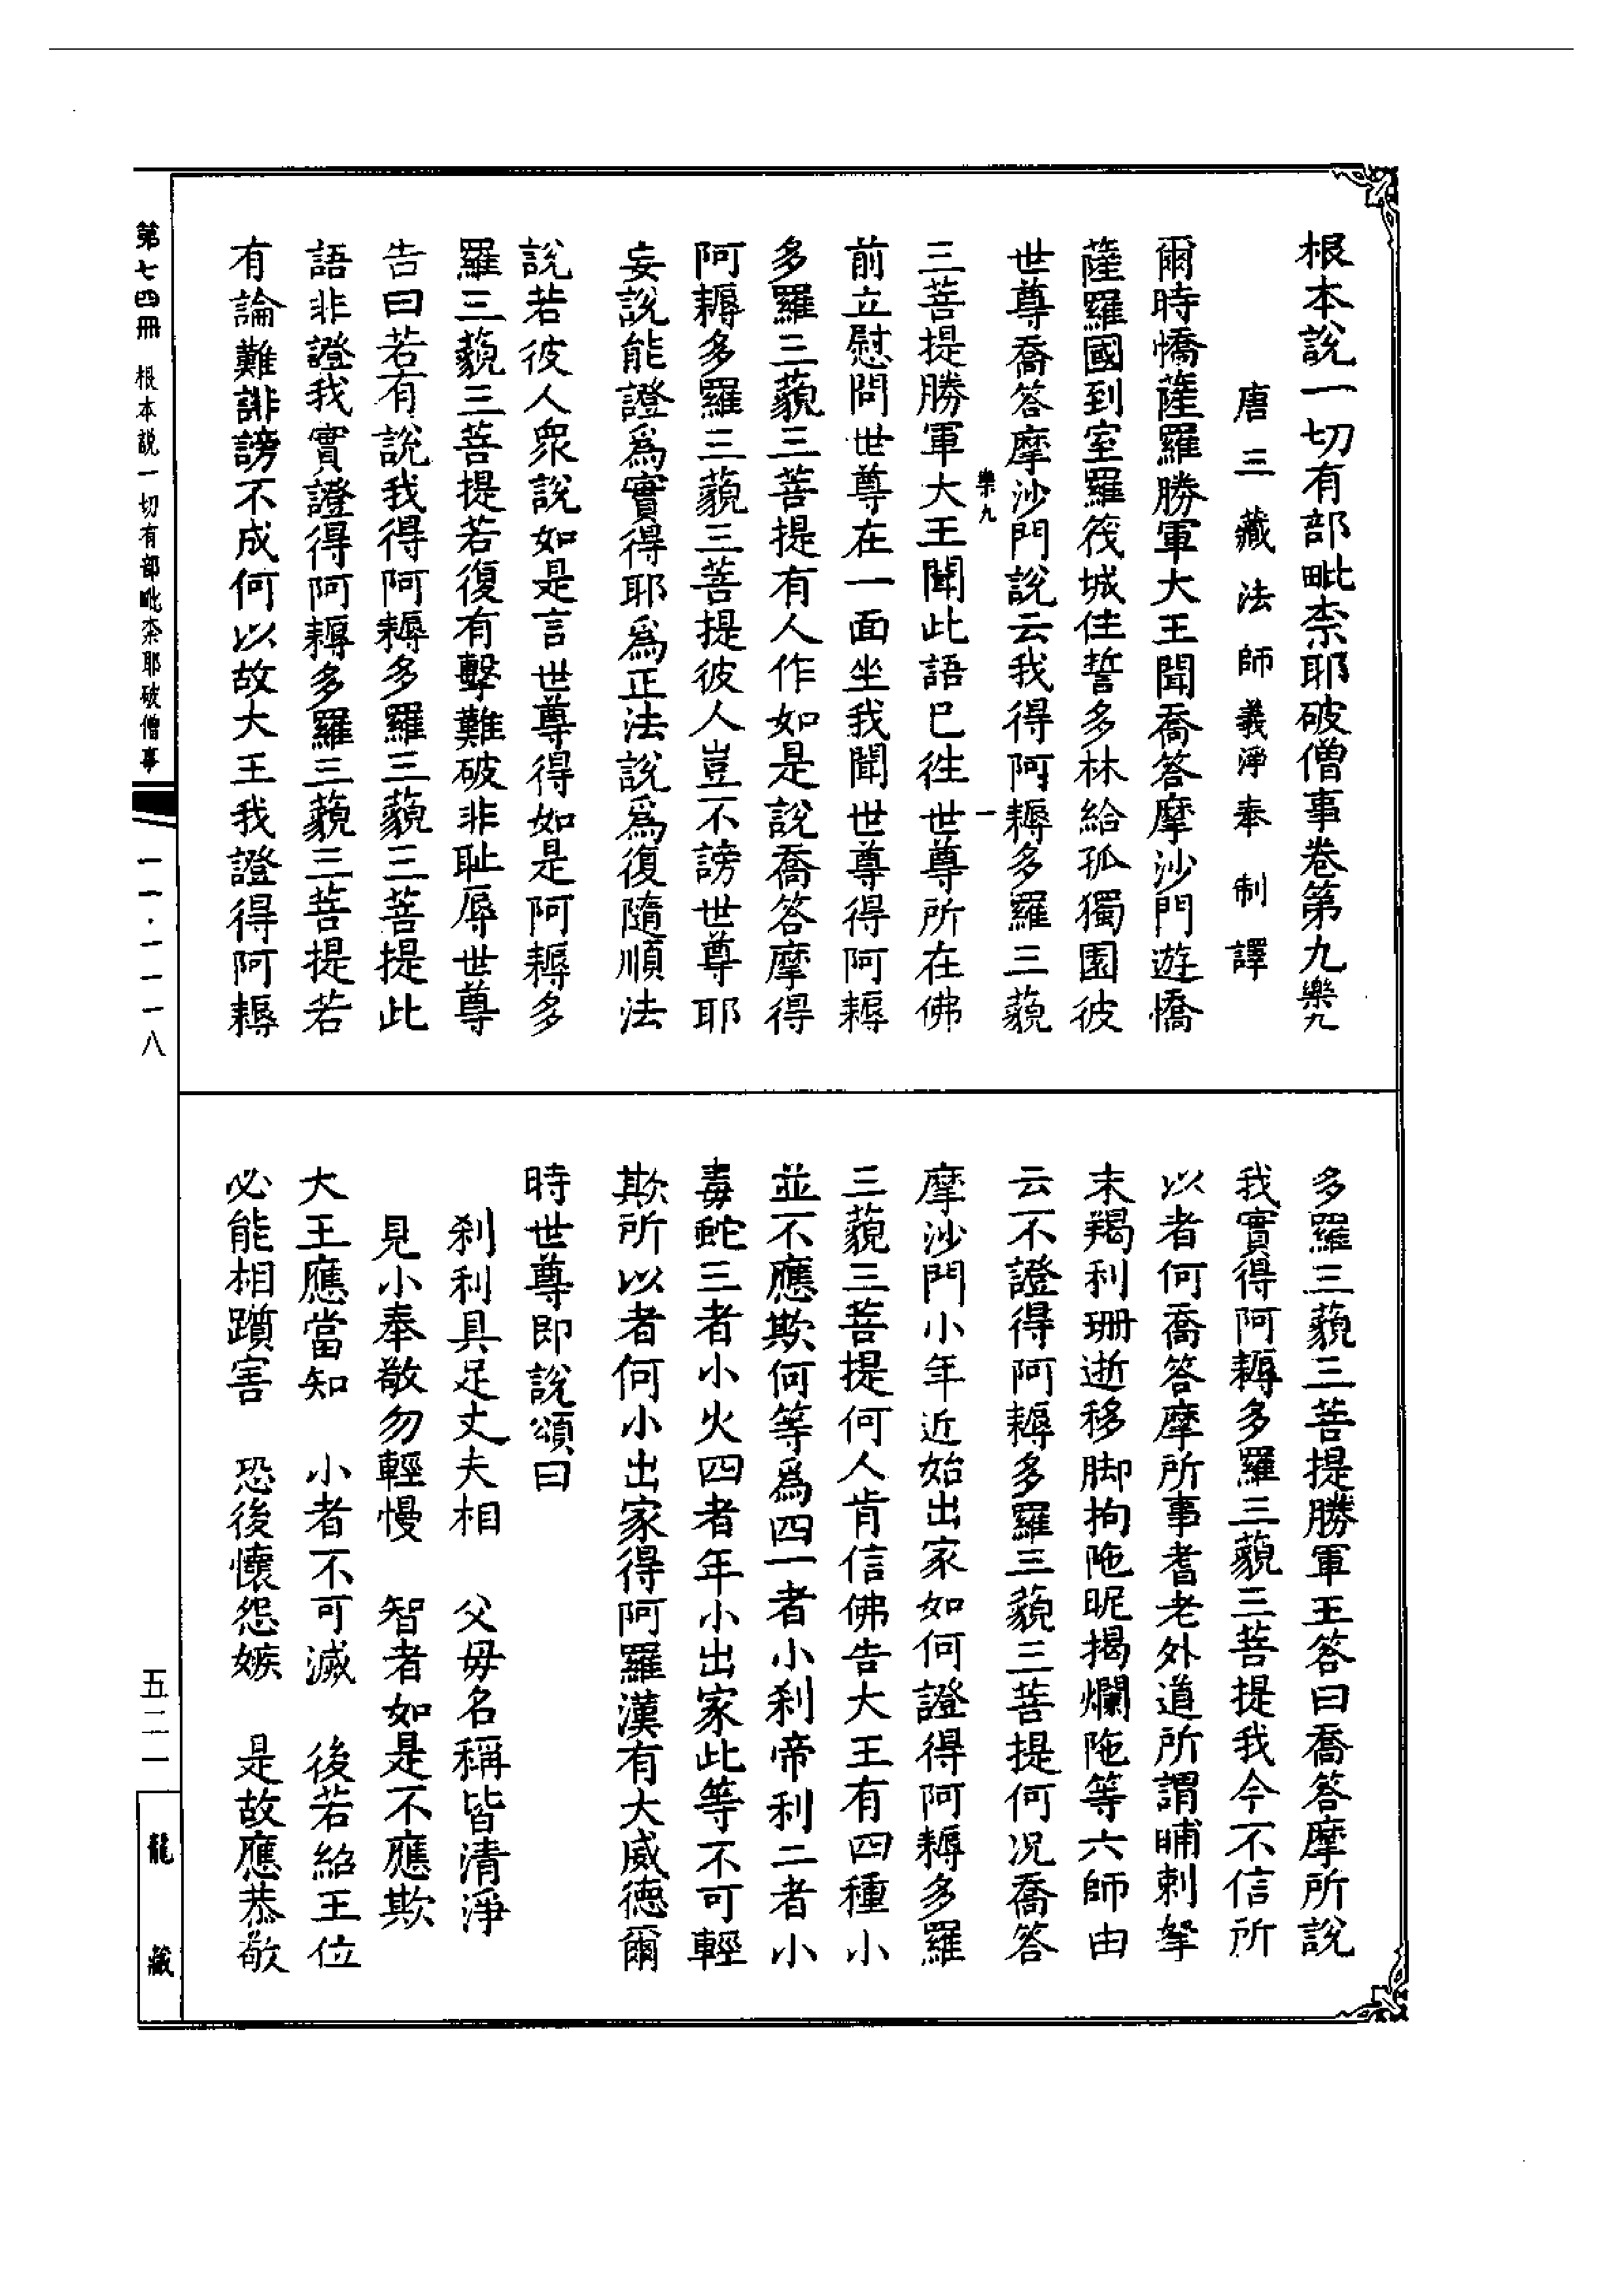 根本說一切有部毗柰耶破僧事卷第九 樂九
唐三藏法師義淨奉制譯
爾時憍薩羅勝軍大王聞喬答摩沙門遊憍
薩羅國到室羅筏城住誓多林給孤獨園彼
世尊喬答摩沙門說云我得阿耨多羅三藐
樂九 一
三菩提勝軍大王聞此語已往世尊所在佛
前立慰問世尊在一面坐我聞世尊得阿耨
多羅三藐三菩提有人作如是說喬答摩得
阿耨多羅三藐三菩提彼人豈不謗世尊耶
妄說能證爲實得耶爲正法說爲復隨順法
說若彼人眾說如是言世尊得如是阿耨多
羅三藐三菩提若復有擊難破非恥辱世尊
告曰若有說我得阿耨多羅三藐三菩提此
語非證我實證得阿耨多羅三藐三菩提若
有論難誹謗不成何以故大王我證得阿耨
多羅三藐三菩提勝軍王答曰喬答摩所說
我實得阿耨多羅三藐三菩提我今不信所
以者何喬答摩所事耆老外道所謂晡剌拏
末羯利珊逝移脚拘陁昵揭爛陁等六師由
云不證得阿耨多羅三藐三菩提何況喬答
摩沙門小年近始出家如何證得阿耨多羅
三藐三菩提何人肯信佛告大王有四種小
並不應欺何等爲四一者小剎帝利二者小
毒蛇三者小火四者年小出家此等不可輕
欺所以者何小出家得阿羅漢有大威德爾
時世尊即說頌曰
剎利具足丈夫相 父母名稱皆清淨
見小奉敬勿輕慢 智者如是不應欺
大王應當知 小者不可滅 後若紹王位
必能相躓害 恐後懷怨嫉 是故應恭敬
第七四冊 根本説一切有部毗柰耶破僧事
一一·一一一八
五二一
龍藏